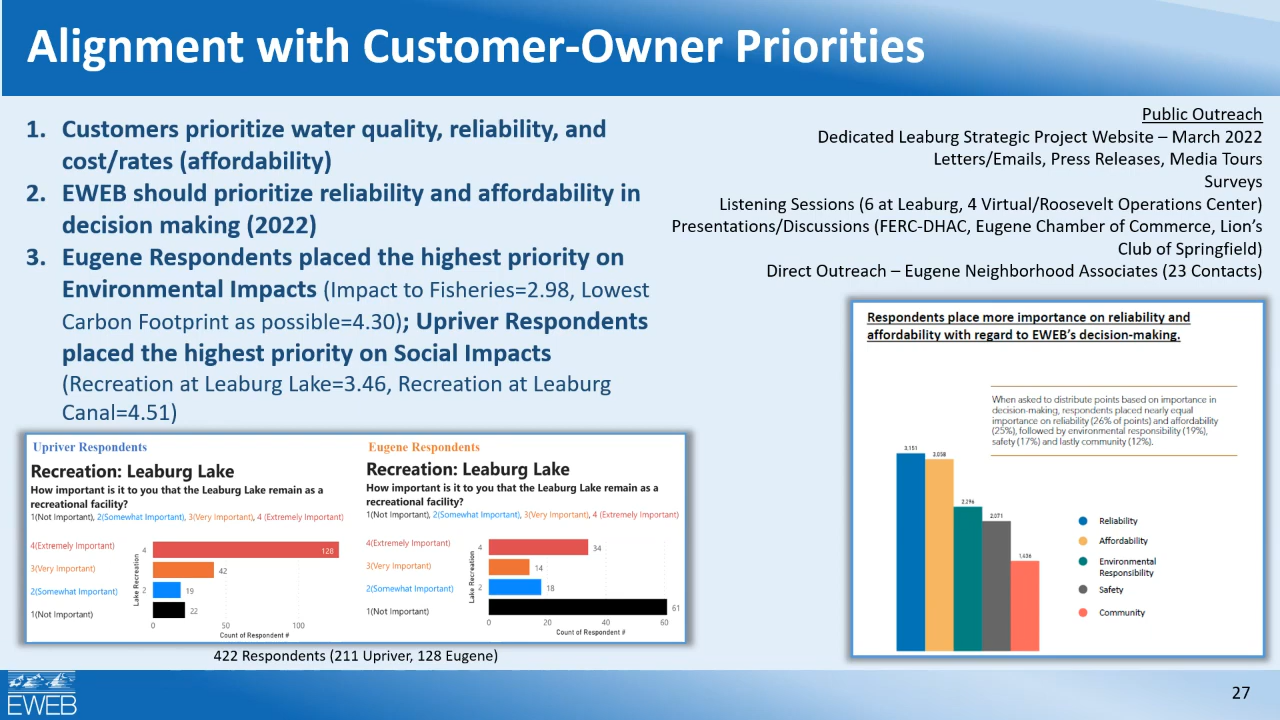 Alignment with Customer-Owner Priorities
1. Customers prioritize water quality, reliability, and
cost/rates (affordability)
2. EWEB should prioritize reliability and affordability in
decision making (2022)
3. Eugene Respondents placed the highest priority on
Environmental Impacts (Impact to Fisheries=2.98, Lowest
Carbon Footprint as possible=4.30); Upriver Respondents
placed the highest priority on Social Impacts
(Recreation at Leaburg Lake=3.46, Recreation at Leaburg
Canal=4.51)
Public Outreach
Dedicated Leaburg Strategic Project Website – March 2022
Letters/Emails, Press Releases, Media Tours
Surveys
Listening Sessions (6 at Leaburg, 4 Virtual/Roosevelt Operations Center)
Presentations/Discussions (FERC-DHAC, Eugene Chamber of Commerce, Lion's
Club of Springfield)
Direct Outreach – Eugene Neighborhood Associates (23 Contacts)
Upriver Respondents
Recreation: Leaburg Lake
How important is it to you that the Leaburg Lake remain as a
recreational facility?
1(Not Important), 2(Somewhat Important), 3(Very Important), 4 (Extremely Important)
4(Extremely Important)
3(Very Important)
2(Somewhat Important)
1(Not Important)
Lake Recreation
4
2
128
42
19
22
0 50 100
Count of Respondent #
Eugene Respondents
Recreation: Leaburg Lake
How important is it to you that the Leaburg Lake remain as a
recreational facility?
1(Not Important), 2(Somewhat Important), 3(Very Important), 4 (Extremely Important)
4(Extremely Important)
3(Very Important)
2(Somewhat Important)
1(Not Important)
Lake Recreation
4
2
34
14
18
61
0 20 40 60
Count of Respondent #
422 Respondents (211 Upriver, 128 Eugene)
Respondents place more importance on reliability and
affordability with regard to EWEB's decision-making.
When asked to distribute points based on importance in
decision-making, respondents placed nearly equal
importance on reliability (26% of points) and affordability
(25%), followed by environmental responsibility (19%),
safety (17%) and lastly community (12%).
3,151
3,058
2,296
2,071
1,436
Reliability
Affordability
Environmental
Responsibility
Safety
Community
EWEB
27